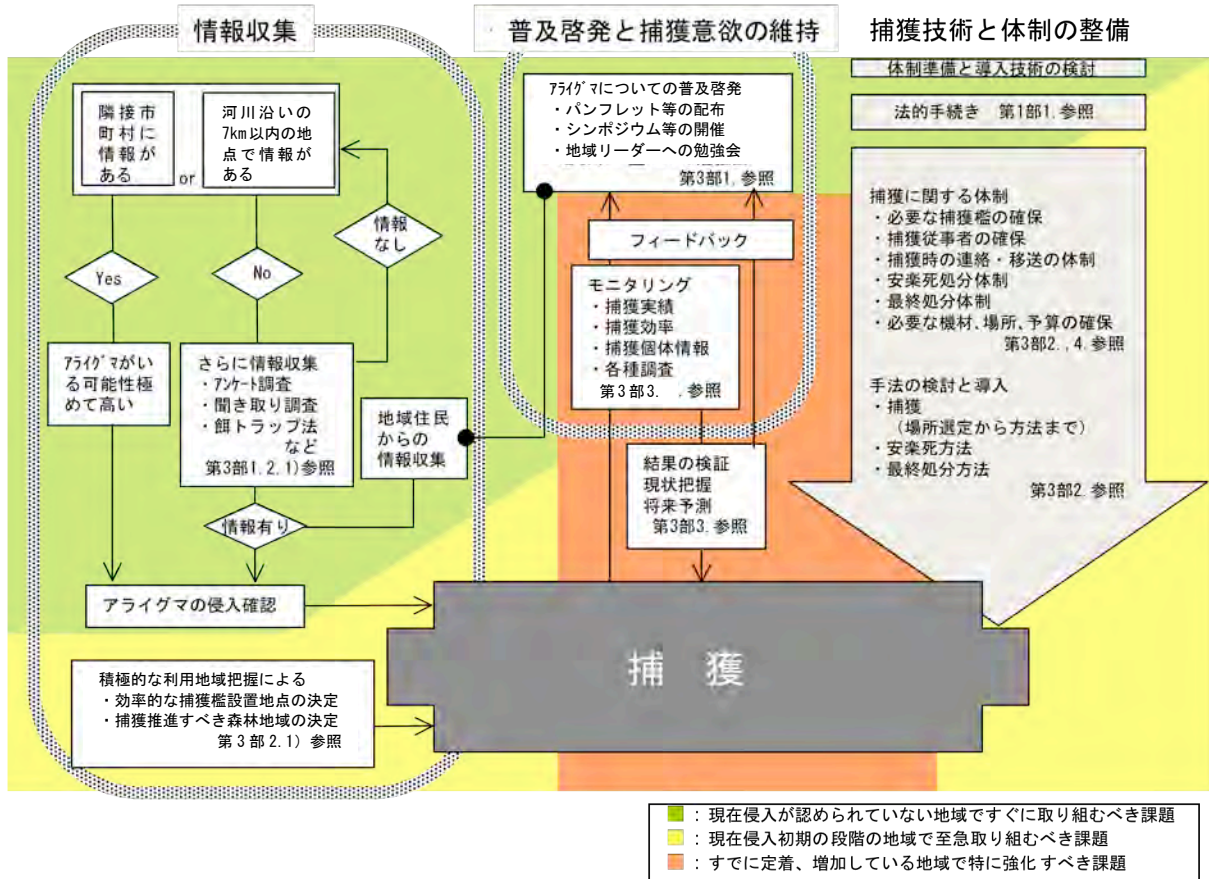 情報収集
普及啓発と捕獲意欲の維持
捕獲技術と体制の整備
隣接市
町村に
情報が
ある
or
河川沿いの
7km以内の地
点で情報が
ある
情報
なし
Yes
No
ｱﾗｲｸﾞﾏがい
る可能性極
めて高い
さらに情報収集
・ｱﾝｹｰﾄ調査
・聞き取り調査
・餌トラップ法
など
第3部1.2.1)参照
地域住民
からの
情報収集
情報有り
アライグマの侵入確認
積極的な利用地域把握による
・効率的な捕獲檻設置地点の決定
・捕獲推進すべき森林地域の決定
第3部2.1) 参照
ｱﾗｲｸﾞﾏについての普及啓発
・パンフレット等の配布
・シンポジウム等の開催
・地域リーダーへの勉強会
第3部1. 参照
フィードバック
モニタリング
・捕獲実績
・捕獲効率
・捕獲個体情報
・各種調査
第3部3. . 参照
結果の検証
現状把握
将来予測
第3部3. 参照
捕 獲
体制準備と導入技術の検討
法的手続き 第1部1. 参照
捕獲に関する体制
・必要な捕獲檻の確保
・捕獲従事者の確保
・捕獲時の連絡・移送の体制
・安楽死処分体制
・最終処分体制
・必要な機材、場所、予算の確保
第3部2.,4. 参照
手法の検討と導入
・捕獲
（場所選定から方法まで）
・安楽死方法
・最終処分方法
第3部2. 参照
：現在侵入が認められていない地域ですぐに取り組むべき課題
：現在侵入初期の段階の地域で至急取り組むべき課題
：すでに定着、増加している地域で特に強化すべき課題